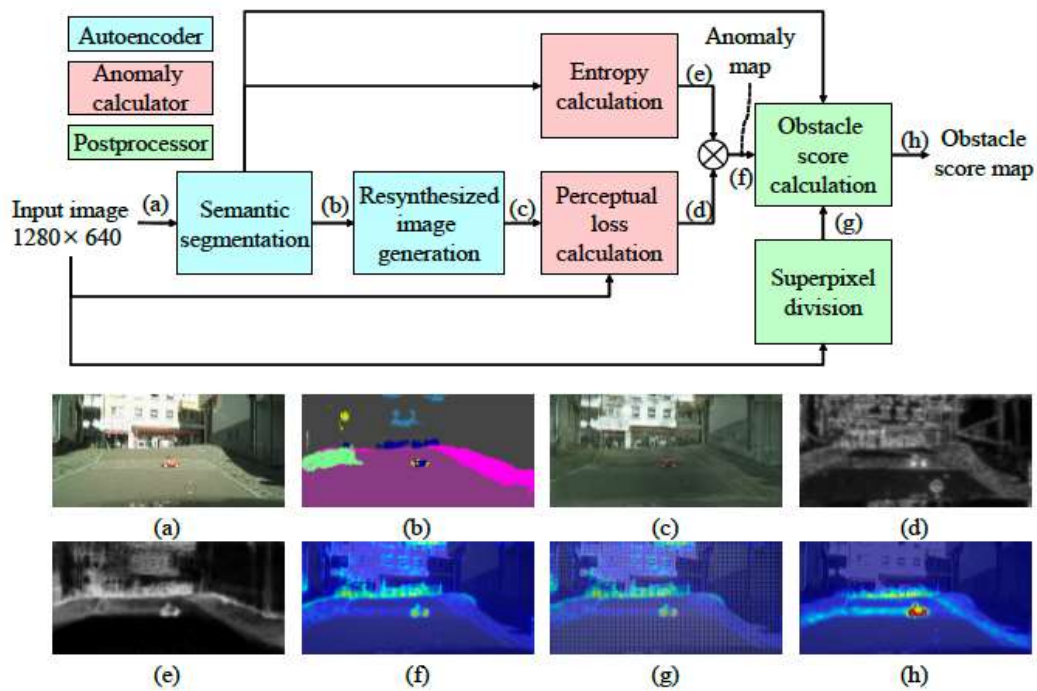 Autoencoder
Anomaly
calculator
Postprocessor
Entropy
calculation
(e)
Anomaly
map
Obstacle
score
calculation
(h)
Obstacle
score map
(f)
Input image
1280× 640
(a)
Semantic
segmentation
(b)
Resynthesized
image
generation
(c)
Perceptual
loss
calculation
(d)
(g)
Superpixel
division
(a)
(b)
(c)
(d)
(e)
(f)
(g)
(h)